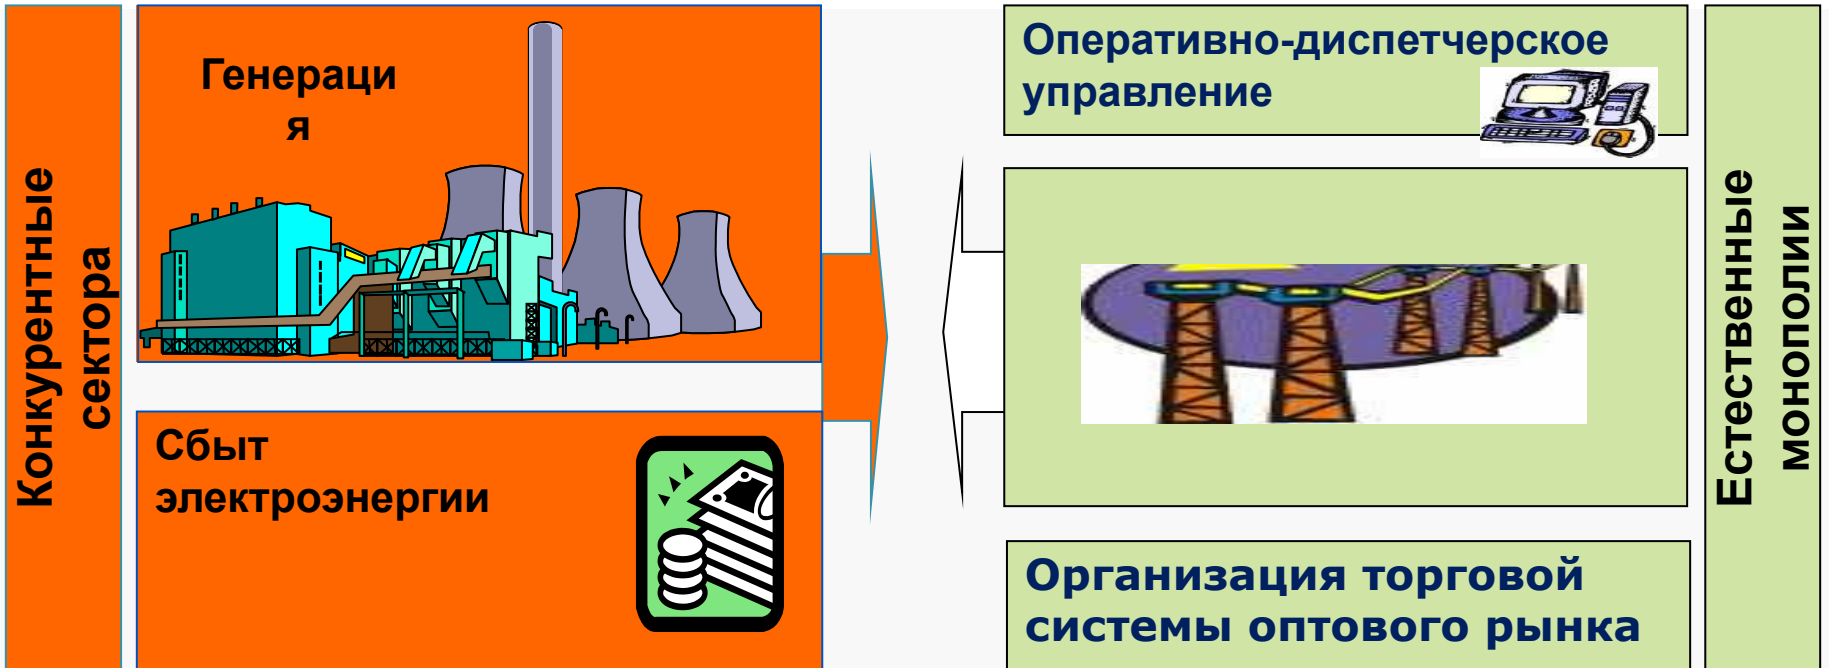 Конкурентные
сектора
Генераци
я
Сбыт
электроэнергии
Оперативно-диспетчерское
управление
Организация торговой
системы оптового рынка
Естественные
монополии